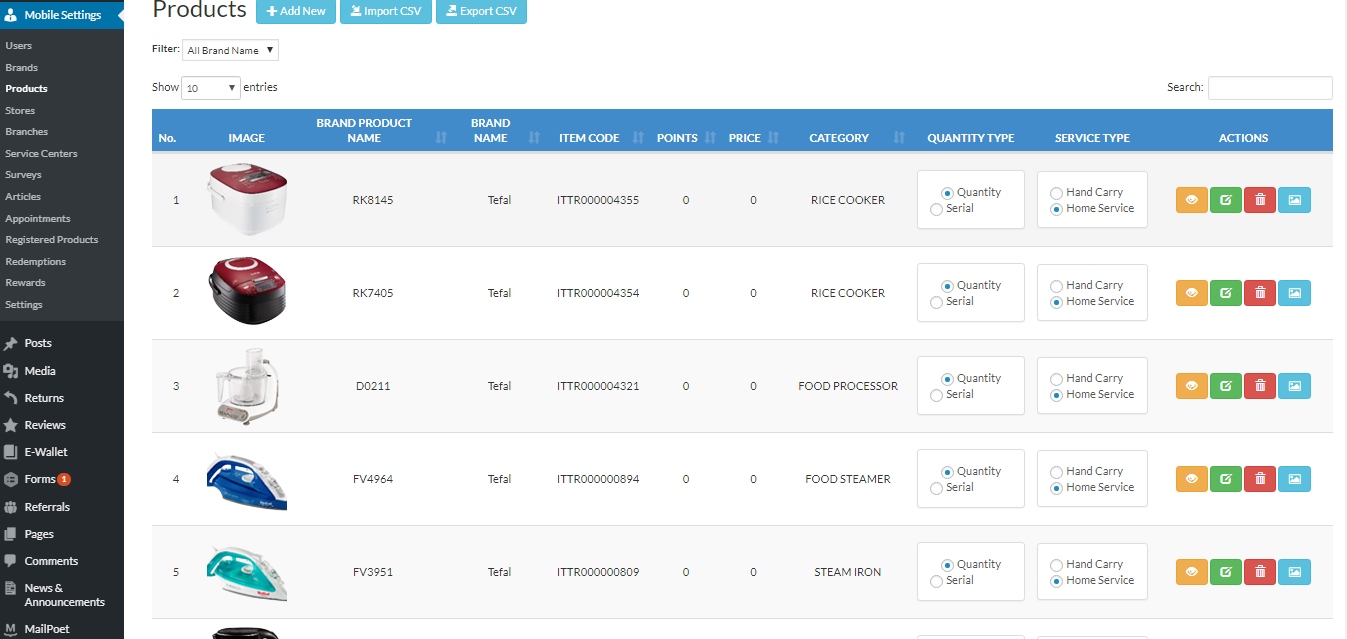 Mobile Settings
Users
Brands
Products
Stores
Branches
Service Centers
Surveys
Articles
Appointments
Registered Products
Redemptions
Rewards
Settings
Posts
Media
Returns
Reviews
E-Wallet
Forms 1
Referrals
Pages
Comments
News &
Announcements
MailPoet
Products Add New Import CSV Export CSV
Filter: All Brand Name
Show 10 entries Search:
No. IMAGE BRAND PRODUCT NAME BRAND NAME ITEM CODE POINTS PRICE CATEGORY QUANTITY TYPE SERVICE TYPE ACTIONS
1 RK8145 Tefal ITTR000004355 0 0 RICE COOKER Quantity Hand Carry
Serial Home Service
2 RK7405 Tefal ITTR000004354 0 0 RICE COOKER Quantity Hand Carry
Serial Home Service
3 D0211 Tefal ITTR000004321 0 0 FOOD PROCESSOR Quantity Hand Carry
Serial Home Service
4 FV4964 Tefal ITTR000000894 0 0 FOOD STEAMER Quantity Hand Carry
Serial Home Service
5 FV3951 Tefal ITTR000000809 0 0 STEAM IRON Quantity Hand Carry
Serial Home Service